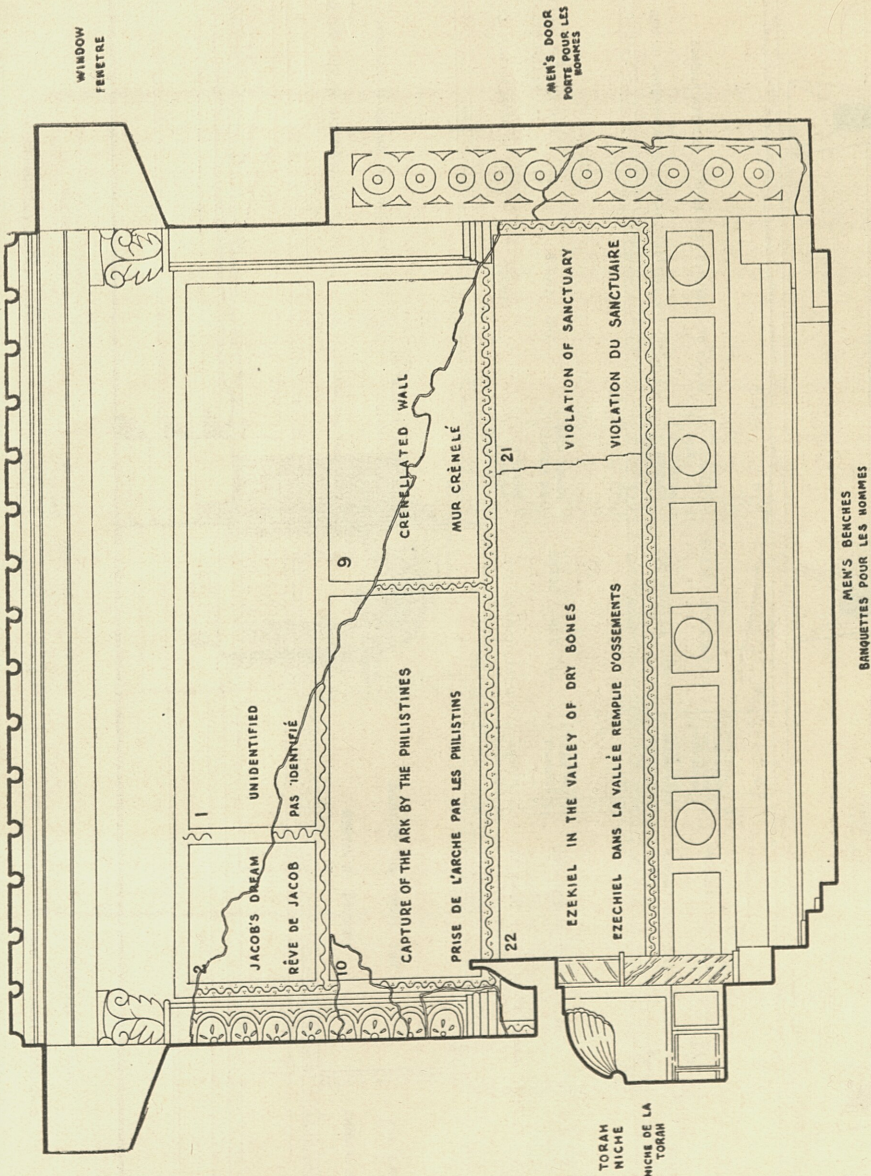 WINDOW
FENETRE
MEN'S DOOR
PORTE POUR LES
HOMMES
2
JACOB'S DREAM
RÊVE DE JACOB
1
UNIDENTIFIED
PAS IDENTIFIÉ
10
CAPTURE OF THE ARK BY THE PHILISTINES
PRISE DE L'ARCHE PAR LES PHILISTINS
9
CRENELLATED WALL
MUR CRÈNELÉ
22
EZEKIEL IN THE VALLEY OF DRY BONES
EZECHIEL DANS LA VALLÉE REMPLIE D'OSSEMENTS
21
VIOLATION OF SANCTUARY
VIOLATION DU SANCTUAIRE
TORAH
NICHE
NICHE DE LA
TORAH
MEN'S BENCHES
BANQUETTES POUR LES HOMMES